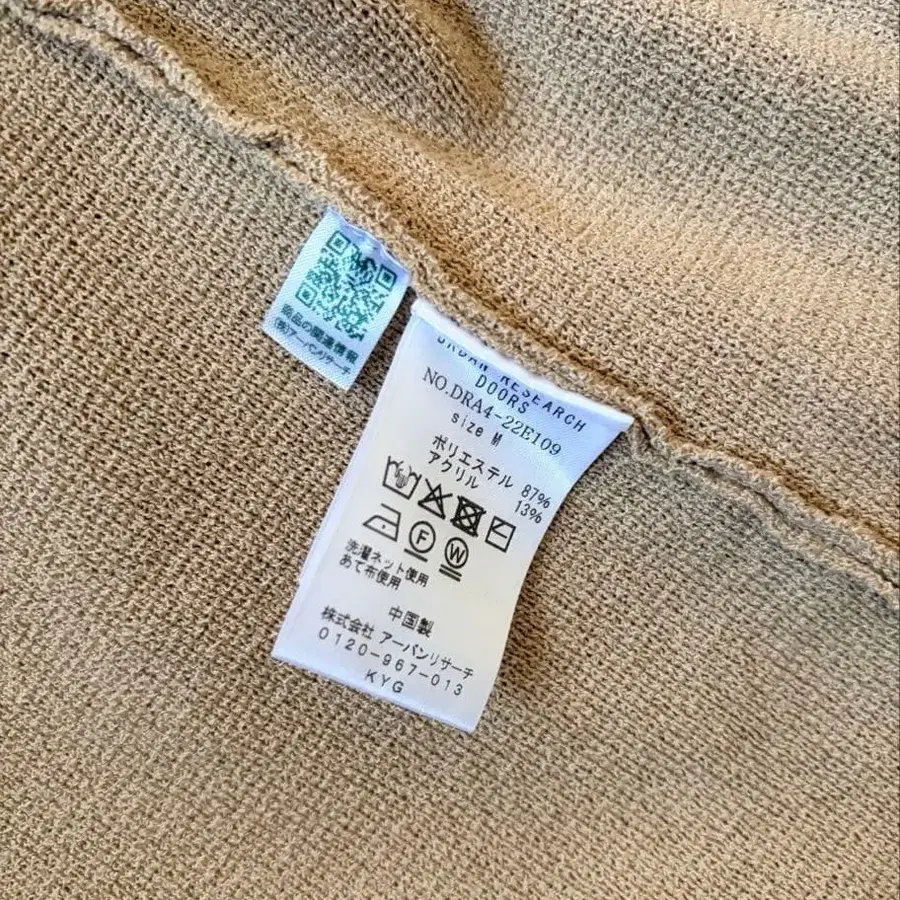 商品の関連情報
(株)アーバンリサーチ
URBAN RESEARCH
DOORS
NO.DRA4-22E109
size M
ポリエステル 87%
アクリル 13%
F W
洗濯ネット使用
あて布使用
中国製
株式会社 アーバンリサーチ
0120-967-013
KYG